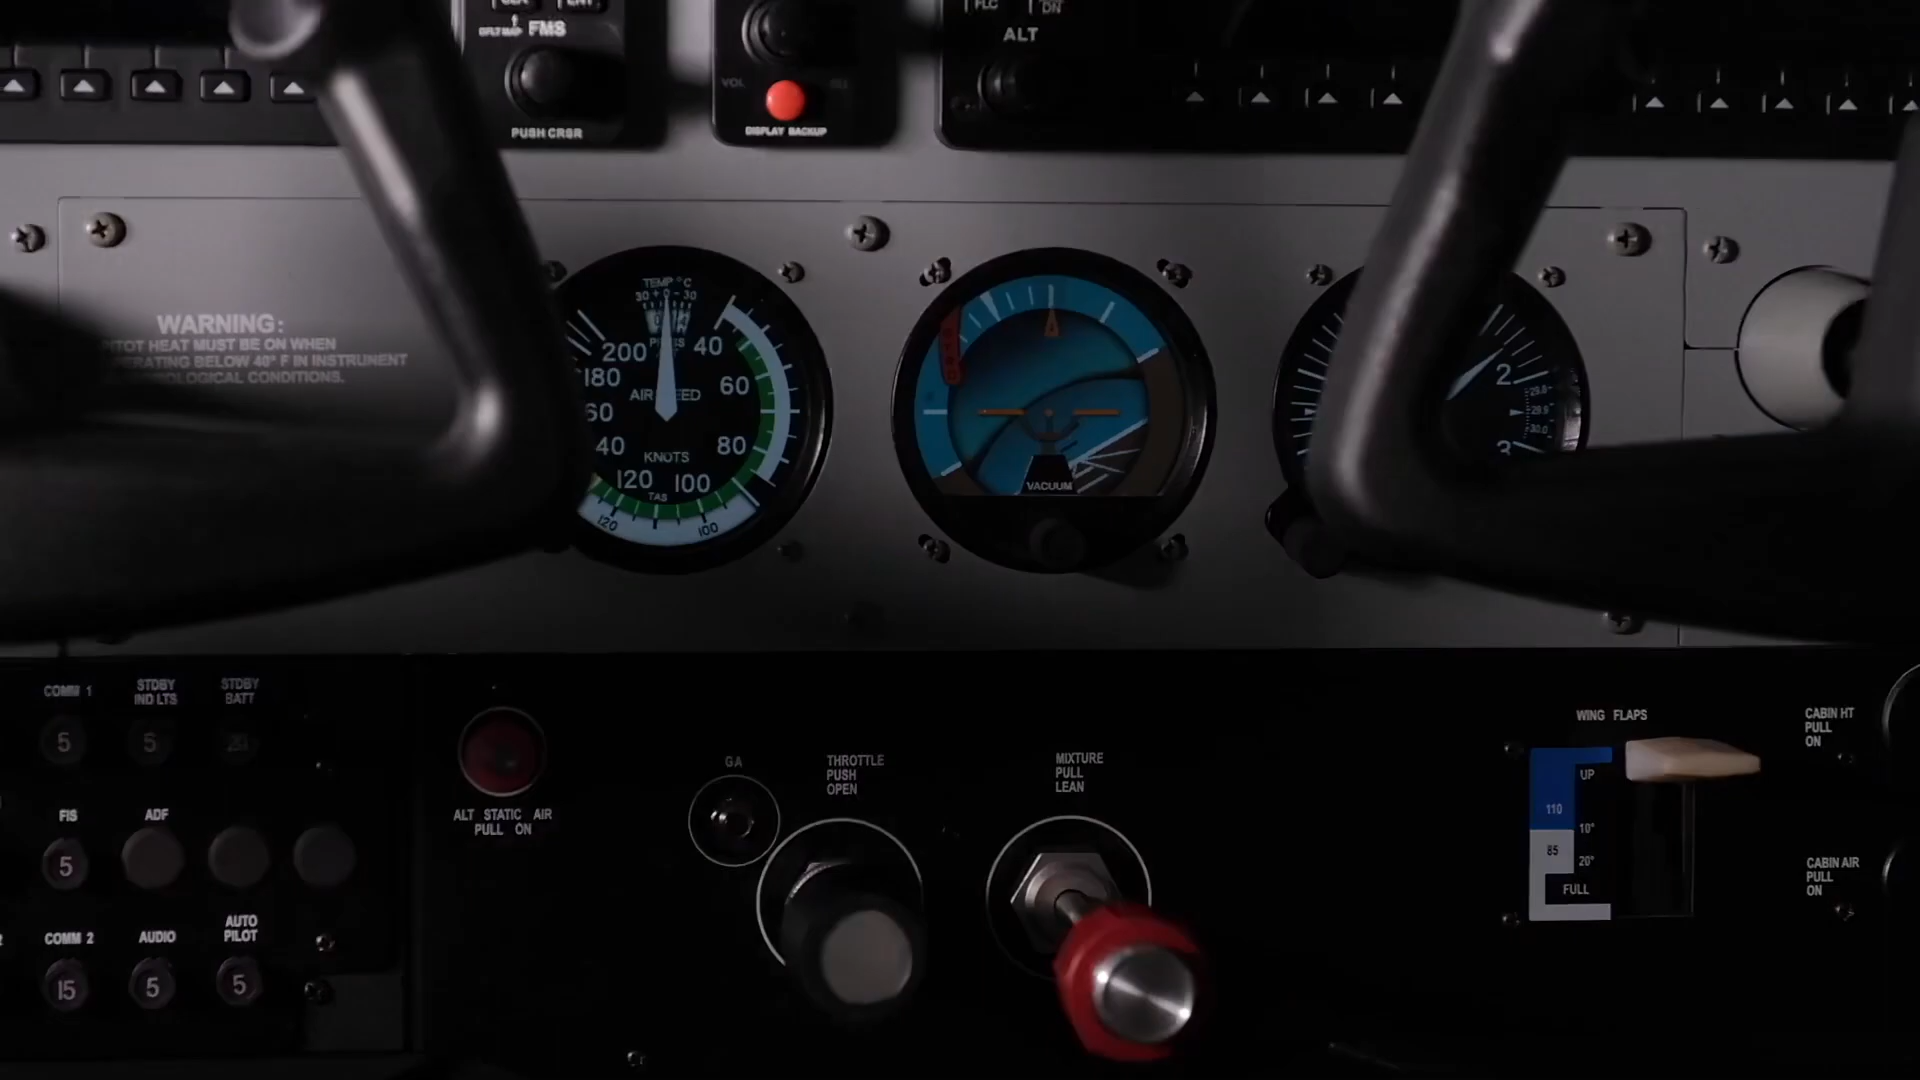 FMS
PUSH CRSR
VOL
DISPLAY BACKUP
FLC
DN
ALT
WARNING:
PITOT HEAT MUST BE ON WHEN
OPERATING BELOW 40° F IN INSTRUMENT
CONDITIONS.
TEMP °C
30 + 0 - 30
PRESS
200
40
180
60
AIRSPEED
60
40
80
KNOTS
120
100
TAS
120
100
VACUUM
2
29.8
29.9
30.0
3
COMM 1
STDBY
IND LTS
STDBY
BATT
5
5
20
FIS
ADF
5
COMM 2
AUDIO
AUTO
PILOT
15
5
5
ALT STATIC AIR
PULL ON
GA
THROTTLE
PUSH
OPEN
MIXTURE
PULL
LEAN
WING FLAPS
UP
110
10°
85
20°
FULL
CABIN HT
PULL
ON
CABIN AIR
PULL
ON